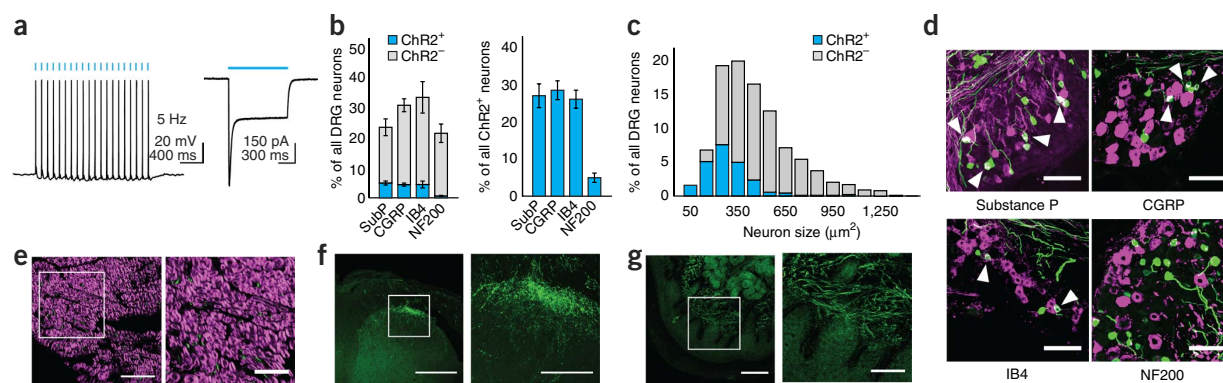 a
5 Hz
20 mV
400 ms
150 pA
300 ms
b
ChR2+
ChR2−
% of all DRG neurons
50
40
30
20
10
0
SubP
CGRP
IB4
NF200
% of all ChR2+ neurons
40
30
20
10
0
SubP
CGRP
IB4
NF200
c
ChR2+
ChR2−
% of all DRG neurons
20
15
10
5
0
50
350
650
950
1,250
Neuron size (μm2)
d
Substance P
CGRP
IB4
NF200
e
f
g